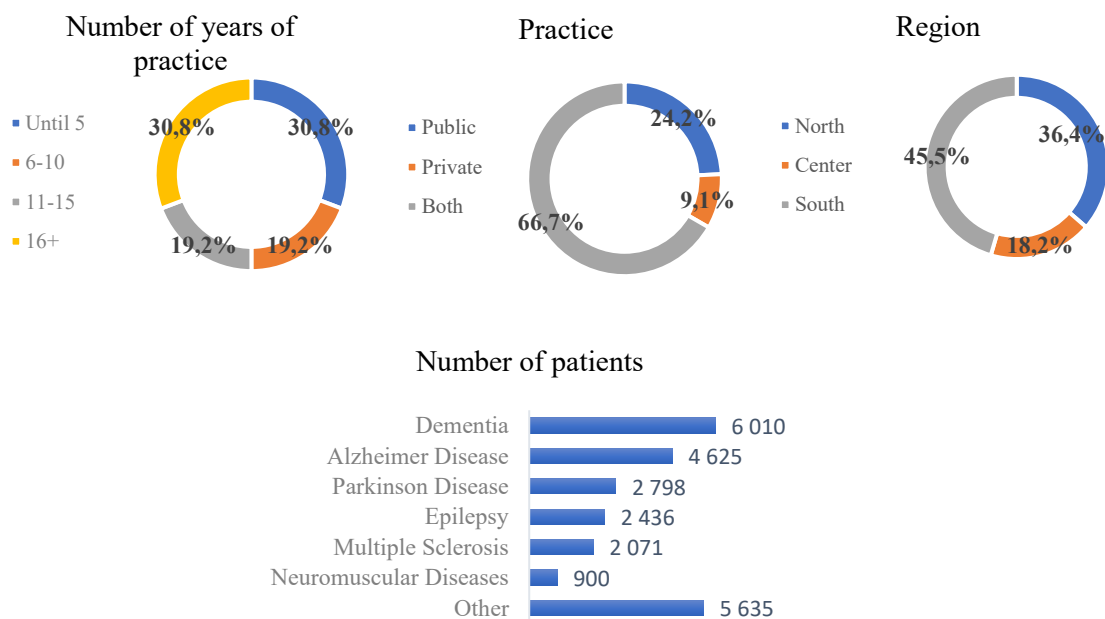 Number of years of
practice
Until 5
6-10
11-15
16+
30,8%
30,8%
19,2%
19,2%
Practice
Public
Private
Both
24,2%
9,1%
66,7%
Region
North
Center
South
36,4%
45,5%
18,2%
Number of patients
Dementia 6 010
Alzheimer Disease 4 625
Parkinson Disease 2 798
Epilepsy 2 436
Multiple Sclerosis 2 071
Neuromuscular Diseases 900
Other 5 635